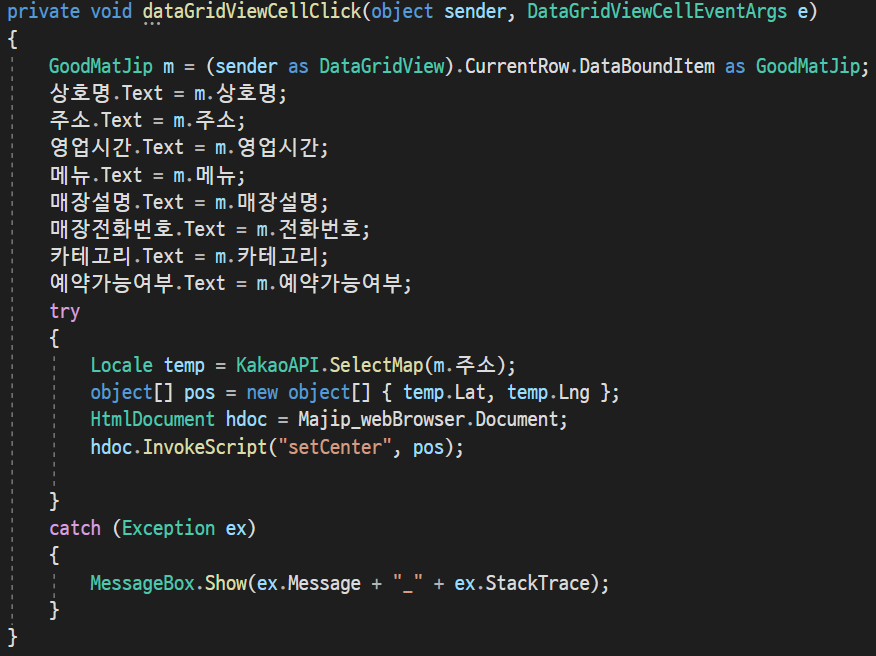 private void dataGridViewCellClick(object sender, DataGridViewCellEventArgs e)
{
GoodMatJip m = (sender as DataGridView).CurrentRow.DataBoundItem as GoodMatJip;
상호명.Text = m.상호명;
주소.Text = m.주소;
영업시간.Text = m.영업시간;
메뉴.Text = m.메뉴;
매장설명.Text = m.매장설명;
매장전화번호.Text = m.전화번호;
카테고리.Text = m.카테고리;
예약가능여부.Text = m.예약가능여부;
try
{
Locale temp = KakaoAPI.SelectMap(m.주소);
object[] pos = new object[] { temp.Lat, temp.Lng };
HtmlDocument hdoc = Majip_webBrowser.Document;
hdoc.InvokeScript("setCenter", pos);
}
catch (Exception ex)
{
MessageBox.Show(ex.Message + "_" + ex.StackTrace);
}
}